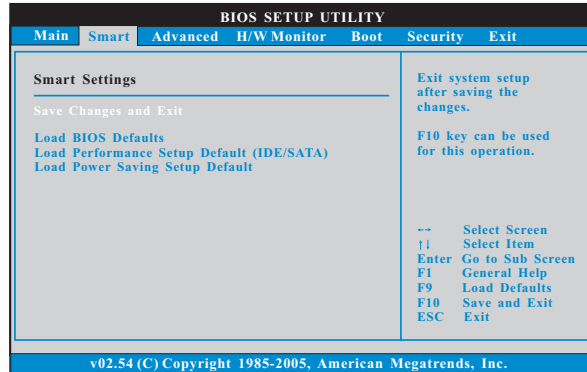 BIOS SETUP UTILITY
Main Smart Advanced H/W Monitor Boot Security Exit
Smart Settings
Save Changes and Exit
Load BIOS Defaults
Load Performance Setup Default (IDE/SATA)
Load Power Saving Setup Default
Exit system setup
after saving the
changes.
F10 key can be used
for this operation.
←→ Select Screen
↑↓ Select Item
Enter Go to Sub Screen
F1 General Help
F9 Load Defaults
F10 Save and Exit
ESC Exit
v02.54 (C) Copyright 1985-2005, American Megatrends, Inc.